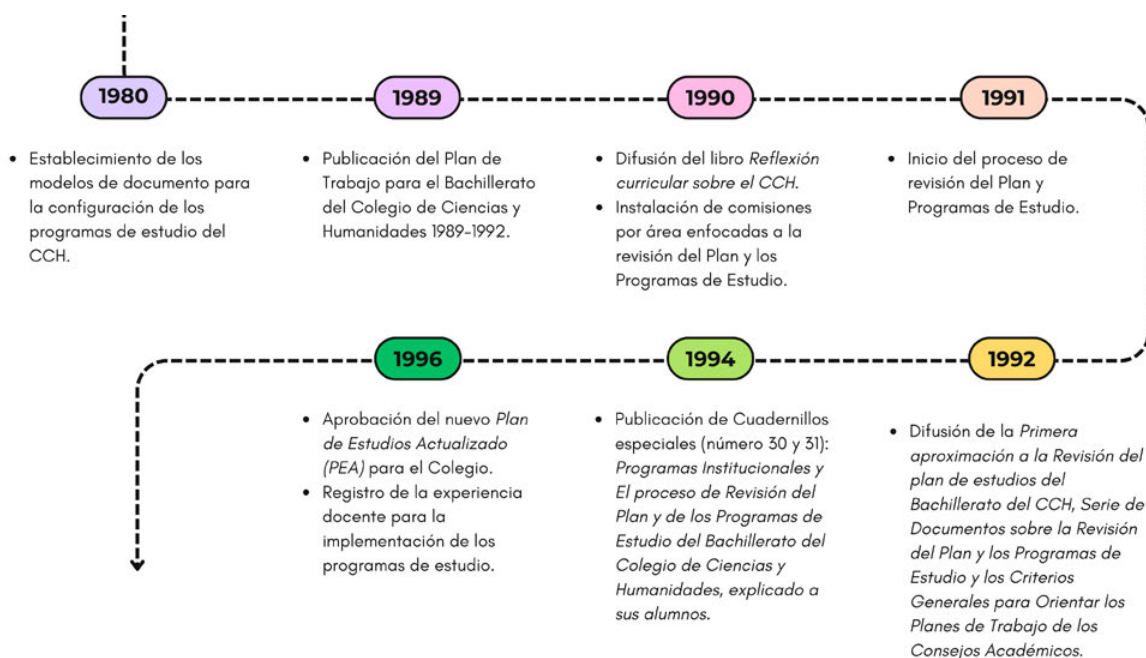 1980
• Establecimiento de los
modelos de documento para
la configuración de los
programas de estudio del
CCH.
1989
• Publicación del Plan de
Trabajo para el Bachillerato
del Colegio de Ciencias y
Humanidades 1989-1992.
1990
• Difusión del libro Reflexión
curricular sobre el CCH.
• Instalación de comisiones
por área enfocadas a la
revisión del Plan y los
Programas de Estudio.
1991
• Inicio del proceso de
revisión del Plan y
Programas de Estudio.
1992
• Difusión de la Primera
aproximación a la Revisión del
plan de estudios del
Bachillerato del CCH, Serie de
Documentos sobre la Revisión
del Plan y los Programas de
Estudio y los Criterios
Generales para Orientar los
Planes de Trabajo de los
Consejos Académicos.
1994
• Publicación de Cuadernillos
especiales (número 30 y 31):
Programas Institucionales y
El proceso de Revisión del
Plan y de los Programas de
Estudio del Bachillerato del
Colegio de Ciencias y
Humanidades, explicado a
sus alumnos.
1996
• Aprobación del nuevo Plan
de Estudios Actualizado
(PEA) para el Colegio.
• Registro de la experiencia
docente para la
implementación de los
programas de estudio.